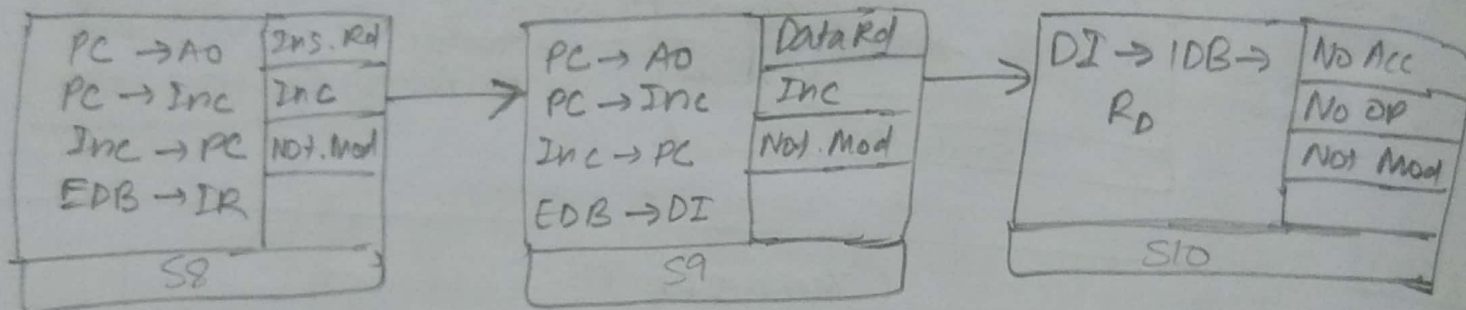 PC → AO
PC → Inc
Inc → PC
EDB → IR
Ins. Rd
Inc
Not. Mod
S8
PC → AO
PC → Inc
Inc → PC
EDB → DI
Data Rd
Inc
Not. Mod
S9
DI → IDB →
RD
No Acc
No OP
Not Mod
S10